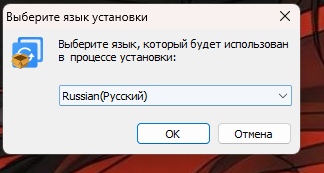 Выберите язык установки
Выберите язык, который будет использован
в процессе установки:
Russian(Русский)
OK
Отмена